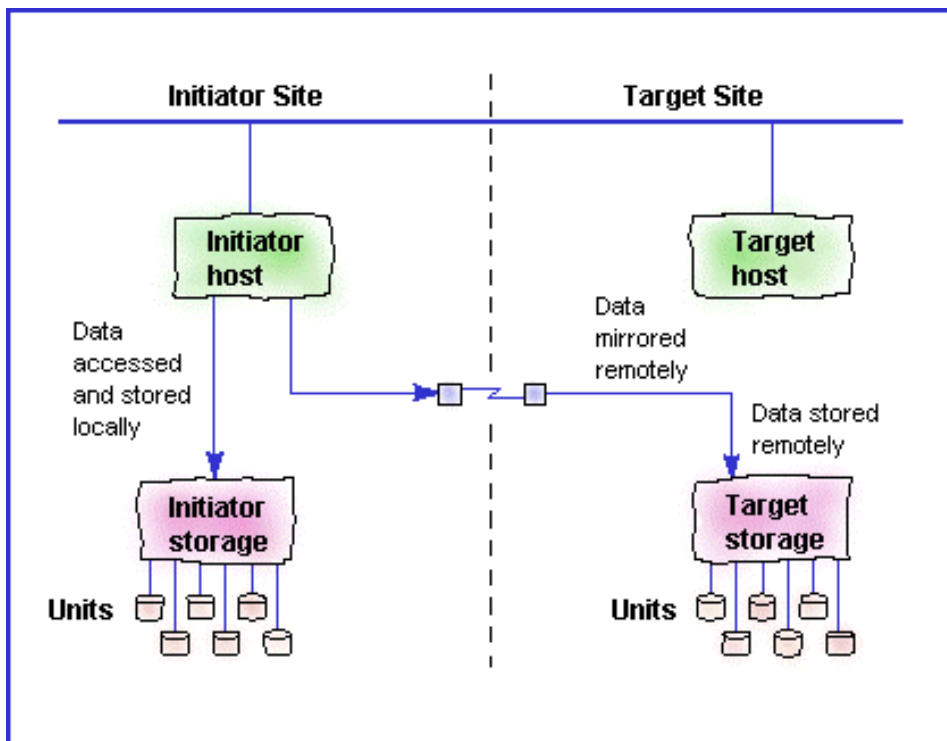 Initiator Site
Target Site
Initiator
host
Target
host
Data
accessed
and stored
locally
Data
mirrored
remotely
Data stored
remotely
Initiator
storage
Target
storage
Units
Units